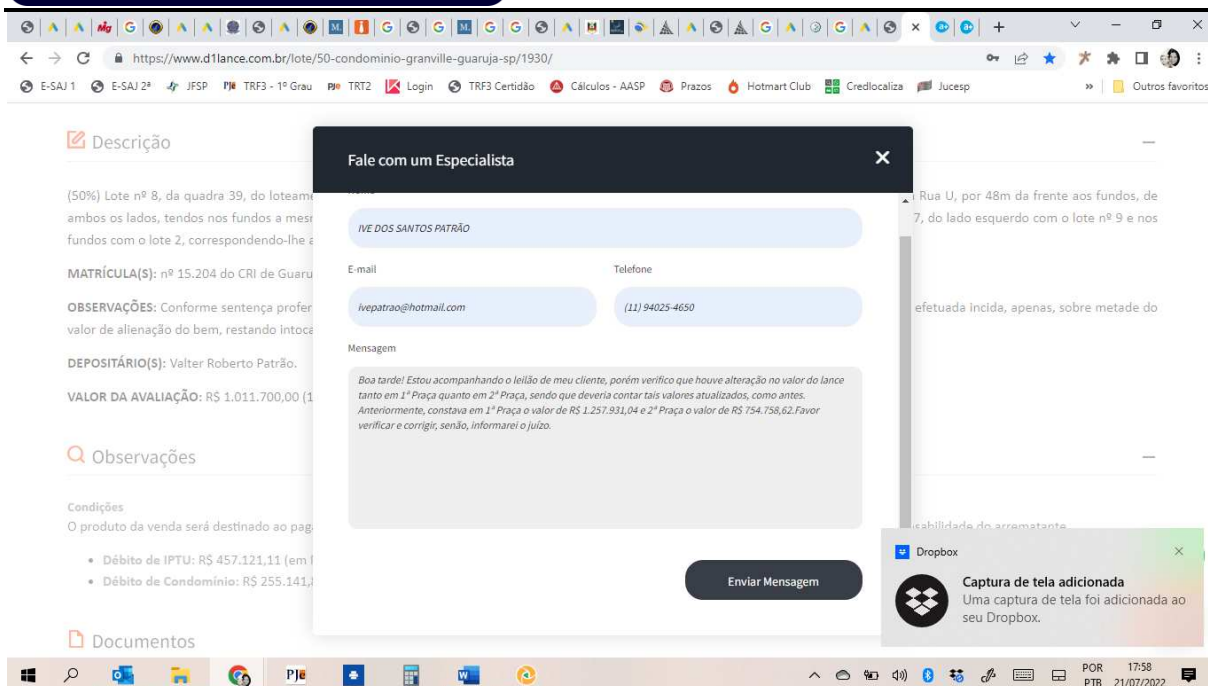 https://www.d1lance.com.br/lote/50-condominio-granville-guaruja-sp/1930/
E-SAJ 1 E-SAJ 2ª JFSP TRF3 - 1º Grau TRT2 Login TRF3 Certidão Cálculos - AASP Prazos Hotmart Club Credlocaliza Jucesp » Outros favoritos
Descrição
Fale com um Especialista
(50%) Lote nº 8, da quadra 39, do loteame
Rua U, por 48m da frente aos fundos, de
ambos os lados, tendos nos fundos a mesr
7, do lado esquerdo com o lote nº 9 e nos
fundos com o lote 2, correspondendo-lhe a
MATRÍCULA(S): nº 15.204 do CRI de Guaru
OBSERVAÇÕES: Conforme sentença profer
efetuada incida, apenas, sobre metade do
valor de alienação do bem, restando intoca
DEPOSITÁRIO(S): Valter Roberto Patrão.
VALOR DA AVALIAÇÃO: R$ 1.011.700,00 (1
IVE DOS SANTOS PATRÃO
E-mail Telefone
ivepatrao@hotmail.com (11) 94025-4650
Mensagem
Boa tarde! Estou acompanhando o leilão de meu cliente, porém verifico que houve alteração no valor do lance
tanto em 1ª Praça quanto em 2ª Praça, sendo que deveria contar tais valores atualizados, como antes.
Anteriormente, constava em 1ª Praça o valor de R$ 1.257.931,04 e 2ª Praça o valor de R$ 754.758,62.Favor
verificar e corrigir, senão, informarei o juízo.
Enviar Mensagem
Observações
Condições
O produto da venda será destinado ao pag
sabilidade do arrematante
Débito de IPTU: R$ 457.121,11 (em
Débito de Condomínio: R$ 255.141,
Documentos
Dropbox
Captura de tela adicionada
Uma captura de tela foi adicionada ao
seu Dropbox.
PJe
POR 17:58
PTB 21/07/2022